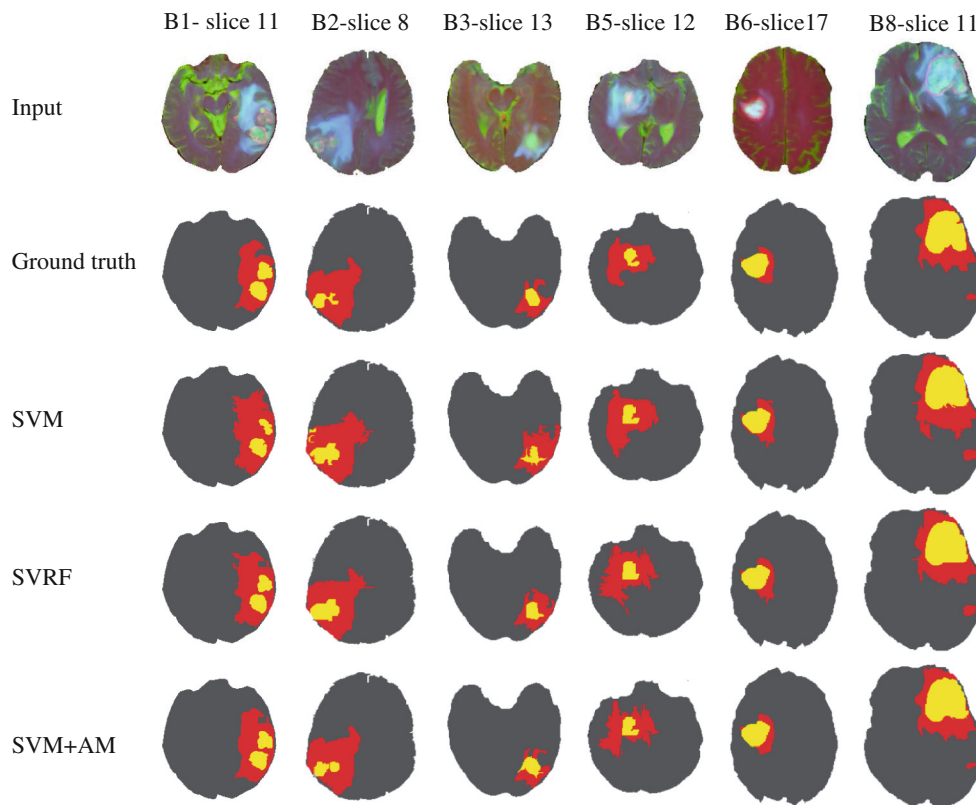 B1- slice 11 B2-slice 8 B3-slice 13 B5-slice 12 B6-slice17 B8-slice 11
Input
Ground truth
SVM
SVRF
SVM+AM